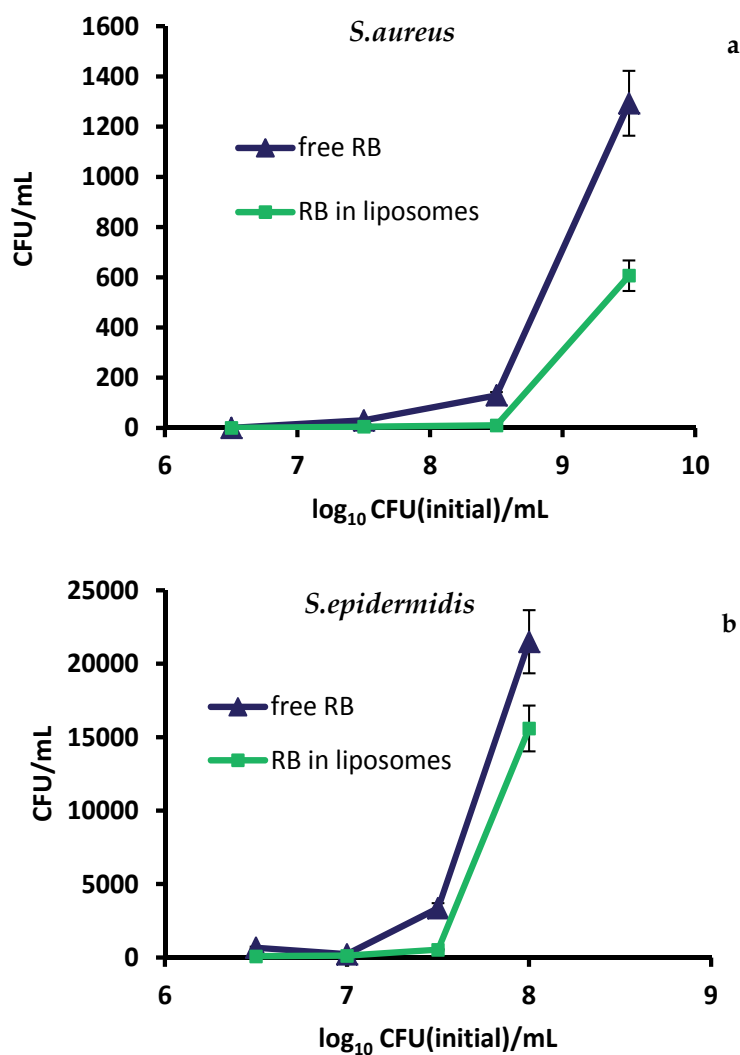 S.aureus
a
1600
1400
1200
1000
800
600
400
200
0
CFU/mL
free RB
RB in liposomes
6 7 8 9 10
log₁₀ CFU(initial)/mL
S.epidermidis
b
25000
20000
15000
10000
5000
0
CFU/mL
free RB
RB in liposomes
6 7 8 9
log₁₀ CFU(initial)/mL